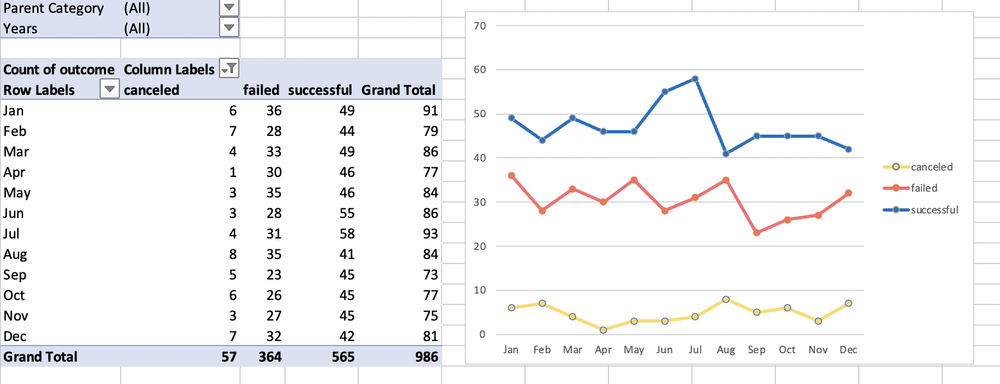 Parent Category (All)
Years (All)
Count of outcome Column Labels
Row Labels canceled failed successful Grand Total
Jan 6 36 49 91
Feb 7 28 44 79
Mar 4 33 49 86
Apr 1 30 46 77
May 3 35 46 84
Jun 3 28 55 86
Jul 4 31 58 93
Aug 8 35 41 84
Sep 5 23 45 73
Oct 6 26 45 77
Nov 3 27 45 75
Dec 7 32 42 81
Grand Total 57 364 565 986
70
60
50
40
30
20
10
0
Jan Feb Mar Apr May Jun Jul Aug Sep Oct Nov Dec
canceled
failed
successful